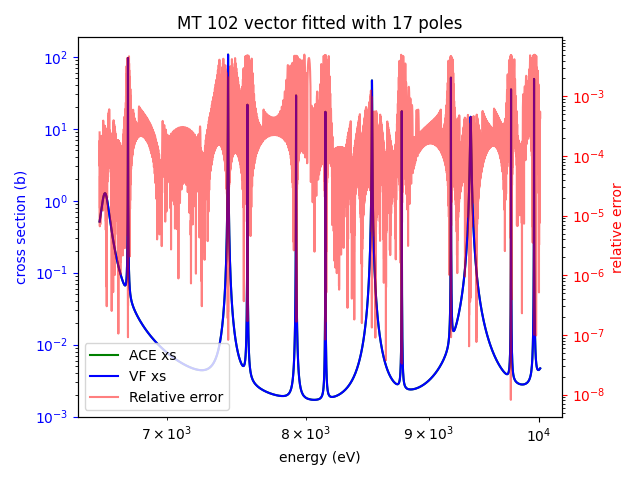 MT 102 vector fitted with 17 poles
10²
10¹
10⁰
10⁻¹
10⁻²
10⁻³
cross section (b)
10⁻³
10⁻⁴
10⁻⁵
10⁻⁶
10⁻⁷
10⁻⁸
relative error
ACE xs
VF xs
Relative error
7 × 10³ 8 × 10³ 9 × 10³ 10⁴
energy (eV)